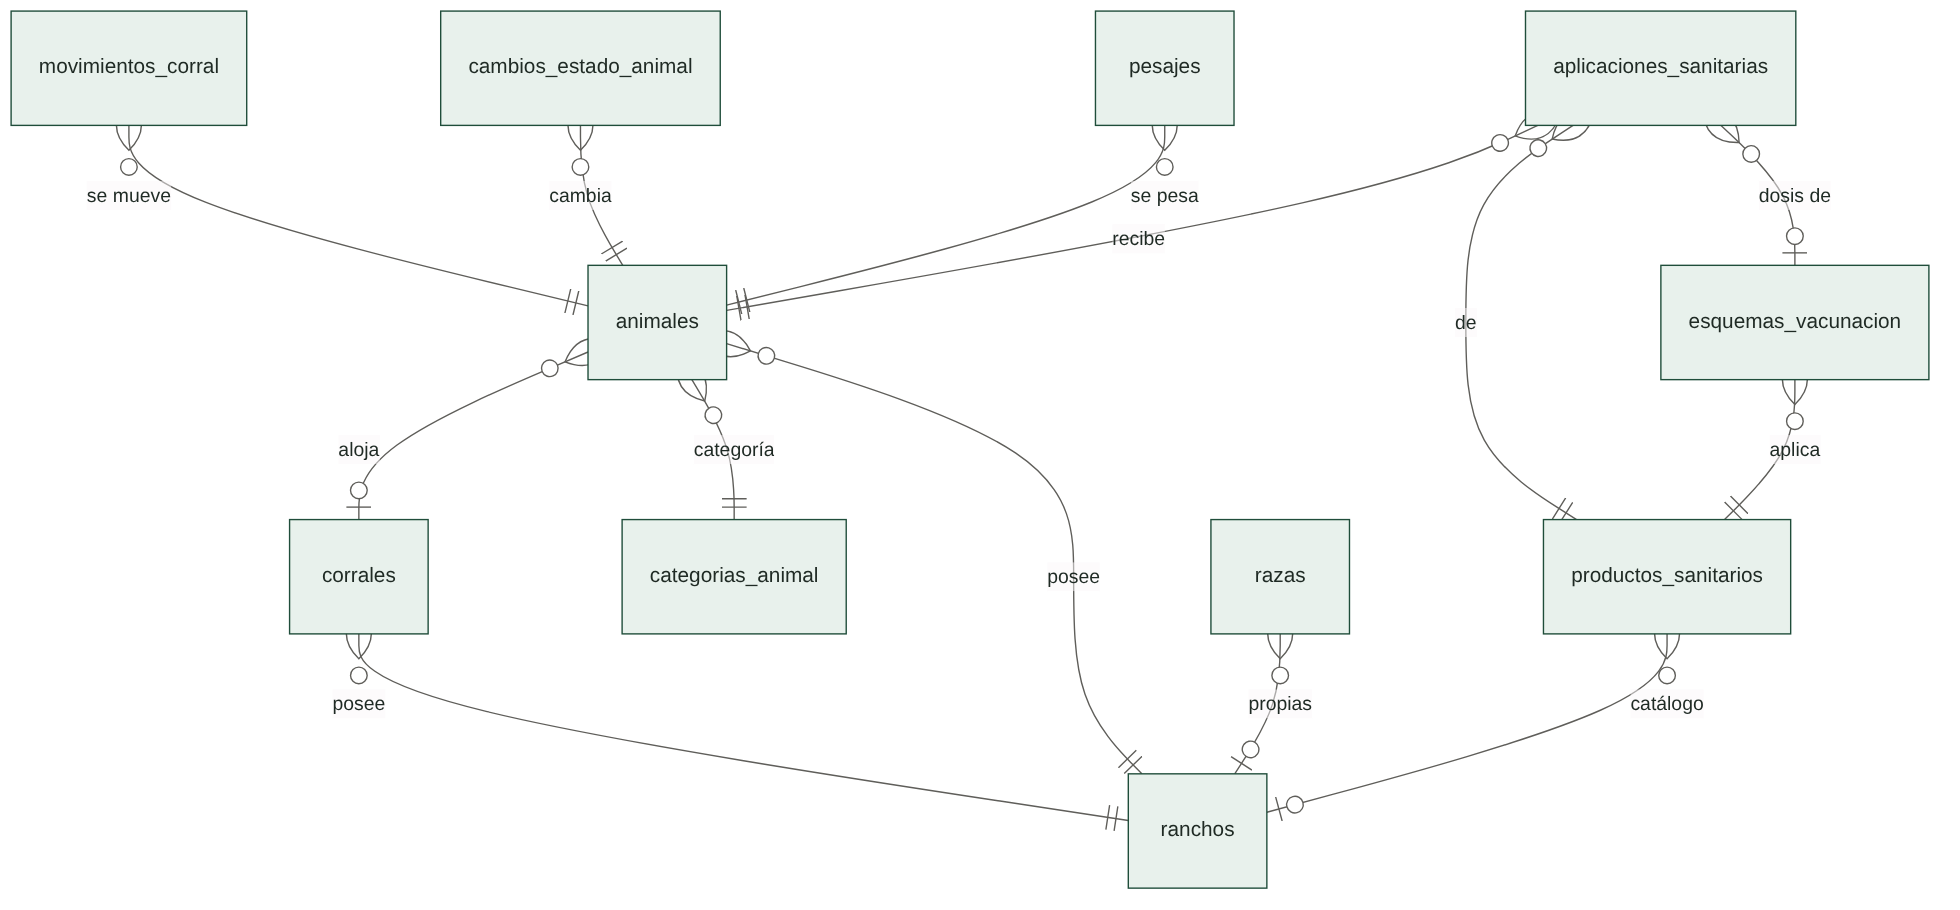 movimientos_corral
cambios_estado_animal
pesajes
aplicaciones_sanitarias
se mueve
cambia
se pesa
dosis de
recibe
animales
de
esquemas_vacunacion
aloja
categoría
aplica
corrales
categorias_animal
posee
razas
productos_sanitarios
posee
propias
catálogo
ranchos